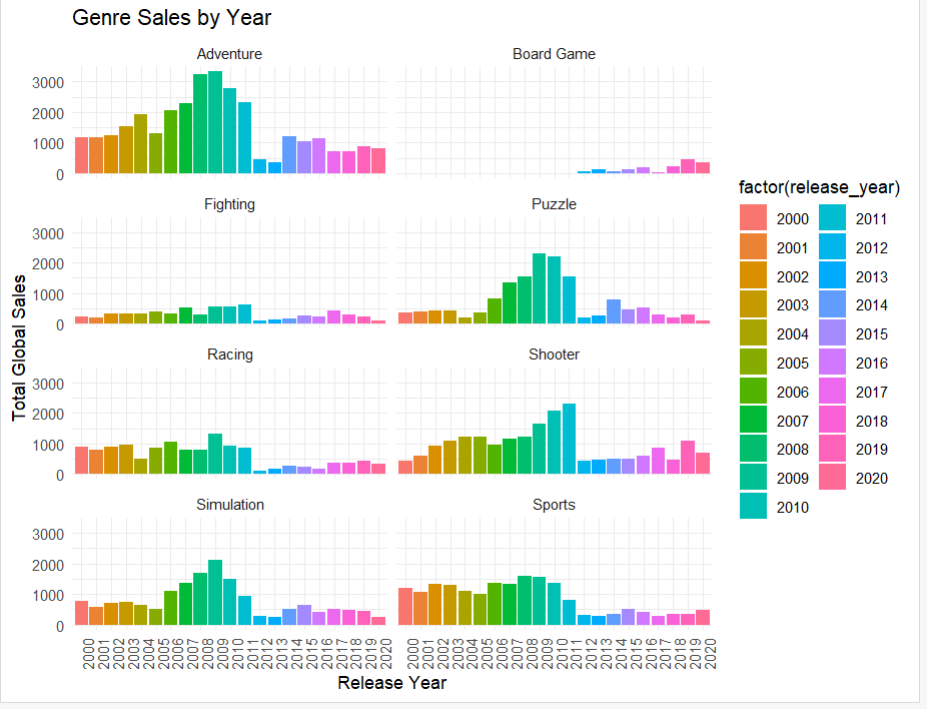 Genre Sales by Year
Adventure
Board Game
3000
2000
1000
0
Fighting
Puzzle
3000
2000
1000
0
Racing
Shooter
3000
2000
1000
0
Simulation
Sports
3000
2000
1000
0
Total Global Sales
2000 2001 2002 2003 2004 2005 2006 2007 2008 2009 2010 2011 2012 2013 2014 2015 2016 2017 2018 2019 2020
2000 2001 2002 2003 2004 2005 2006 2007 2008 2009 2010 2011 2012 2013 2014 2015 2016 2017 2018 2019 2020
Release Year
factor(release_year)
2000
2001
2002
2003
2004
2005
2006
2007
2008
2009
2010
2011
2012
2013
2014
2015
2016
2017
2018
2019
2020